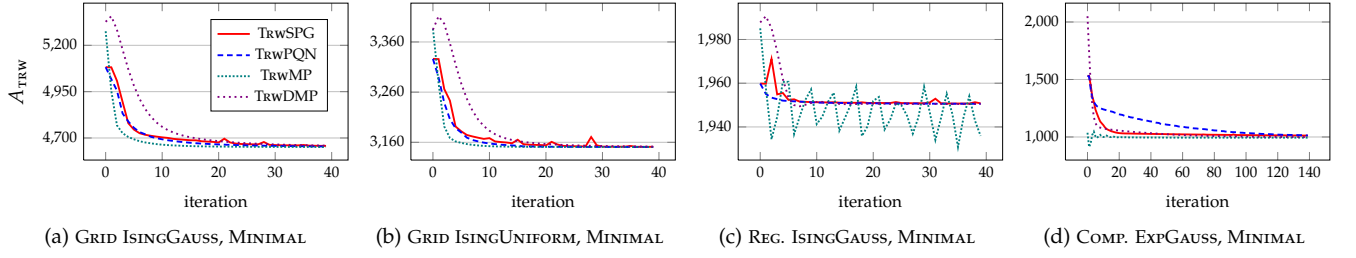 A_TRW
5,200
4,950
4,700
0 10 20 30 40
iteration
TrwSPG
TrwPQN
TrwMP
TrwDMP
(a) Grid IsingGauss, Minimal
3,360
3,260
3,160
0 10 20 30 40
iteration
(b) Grid IsingUniform, Minimal
1,980
1,960
1,940
0 10 20 30 40
iteration
(c) Reg. IsingGauss, Minimal
2,000
1,500
1,000
0 20 40 60 80 100 120 140
iteration
(d) Comp. ExpGauss, Minimal